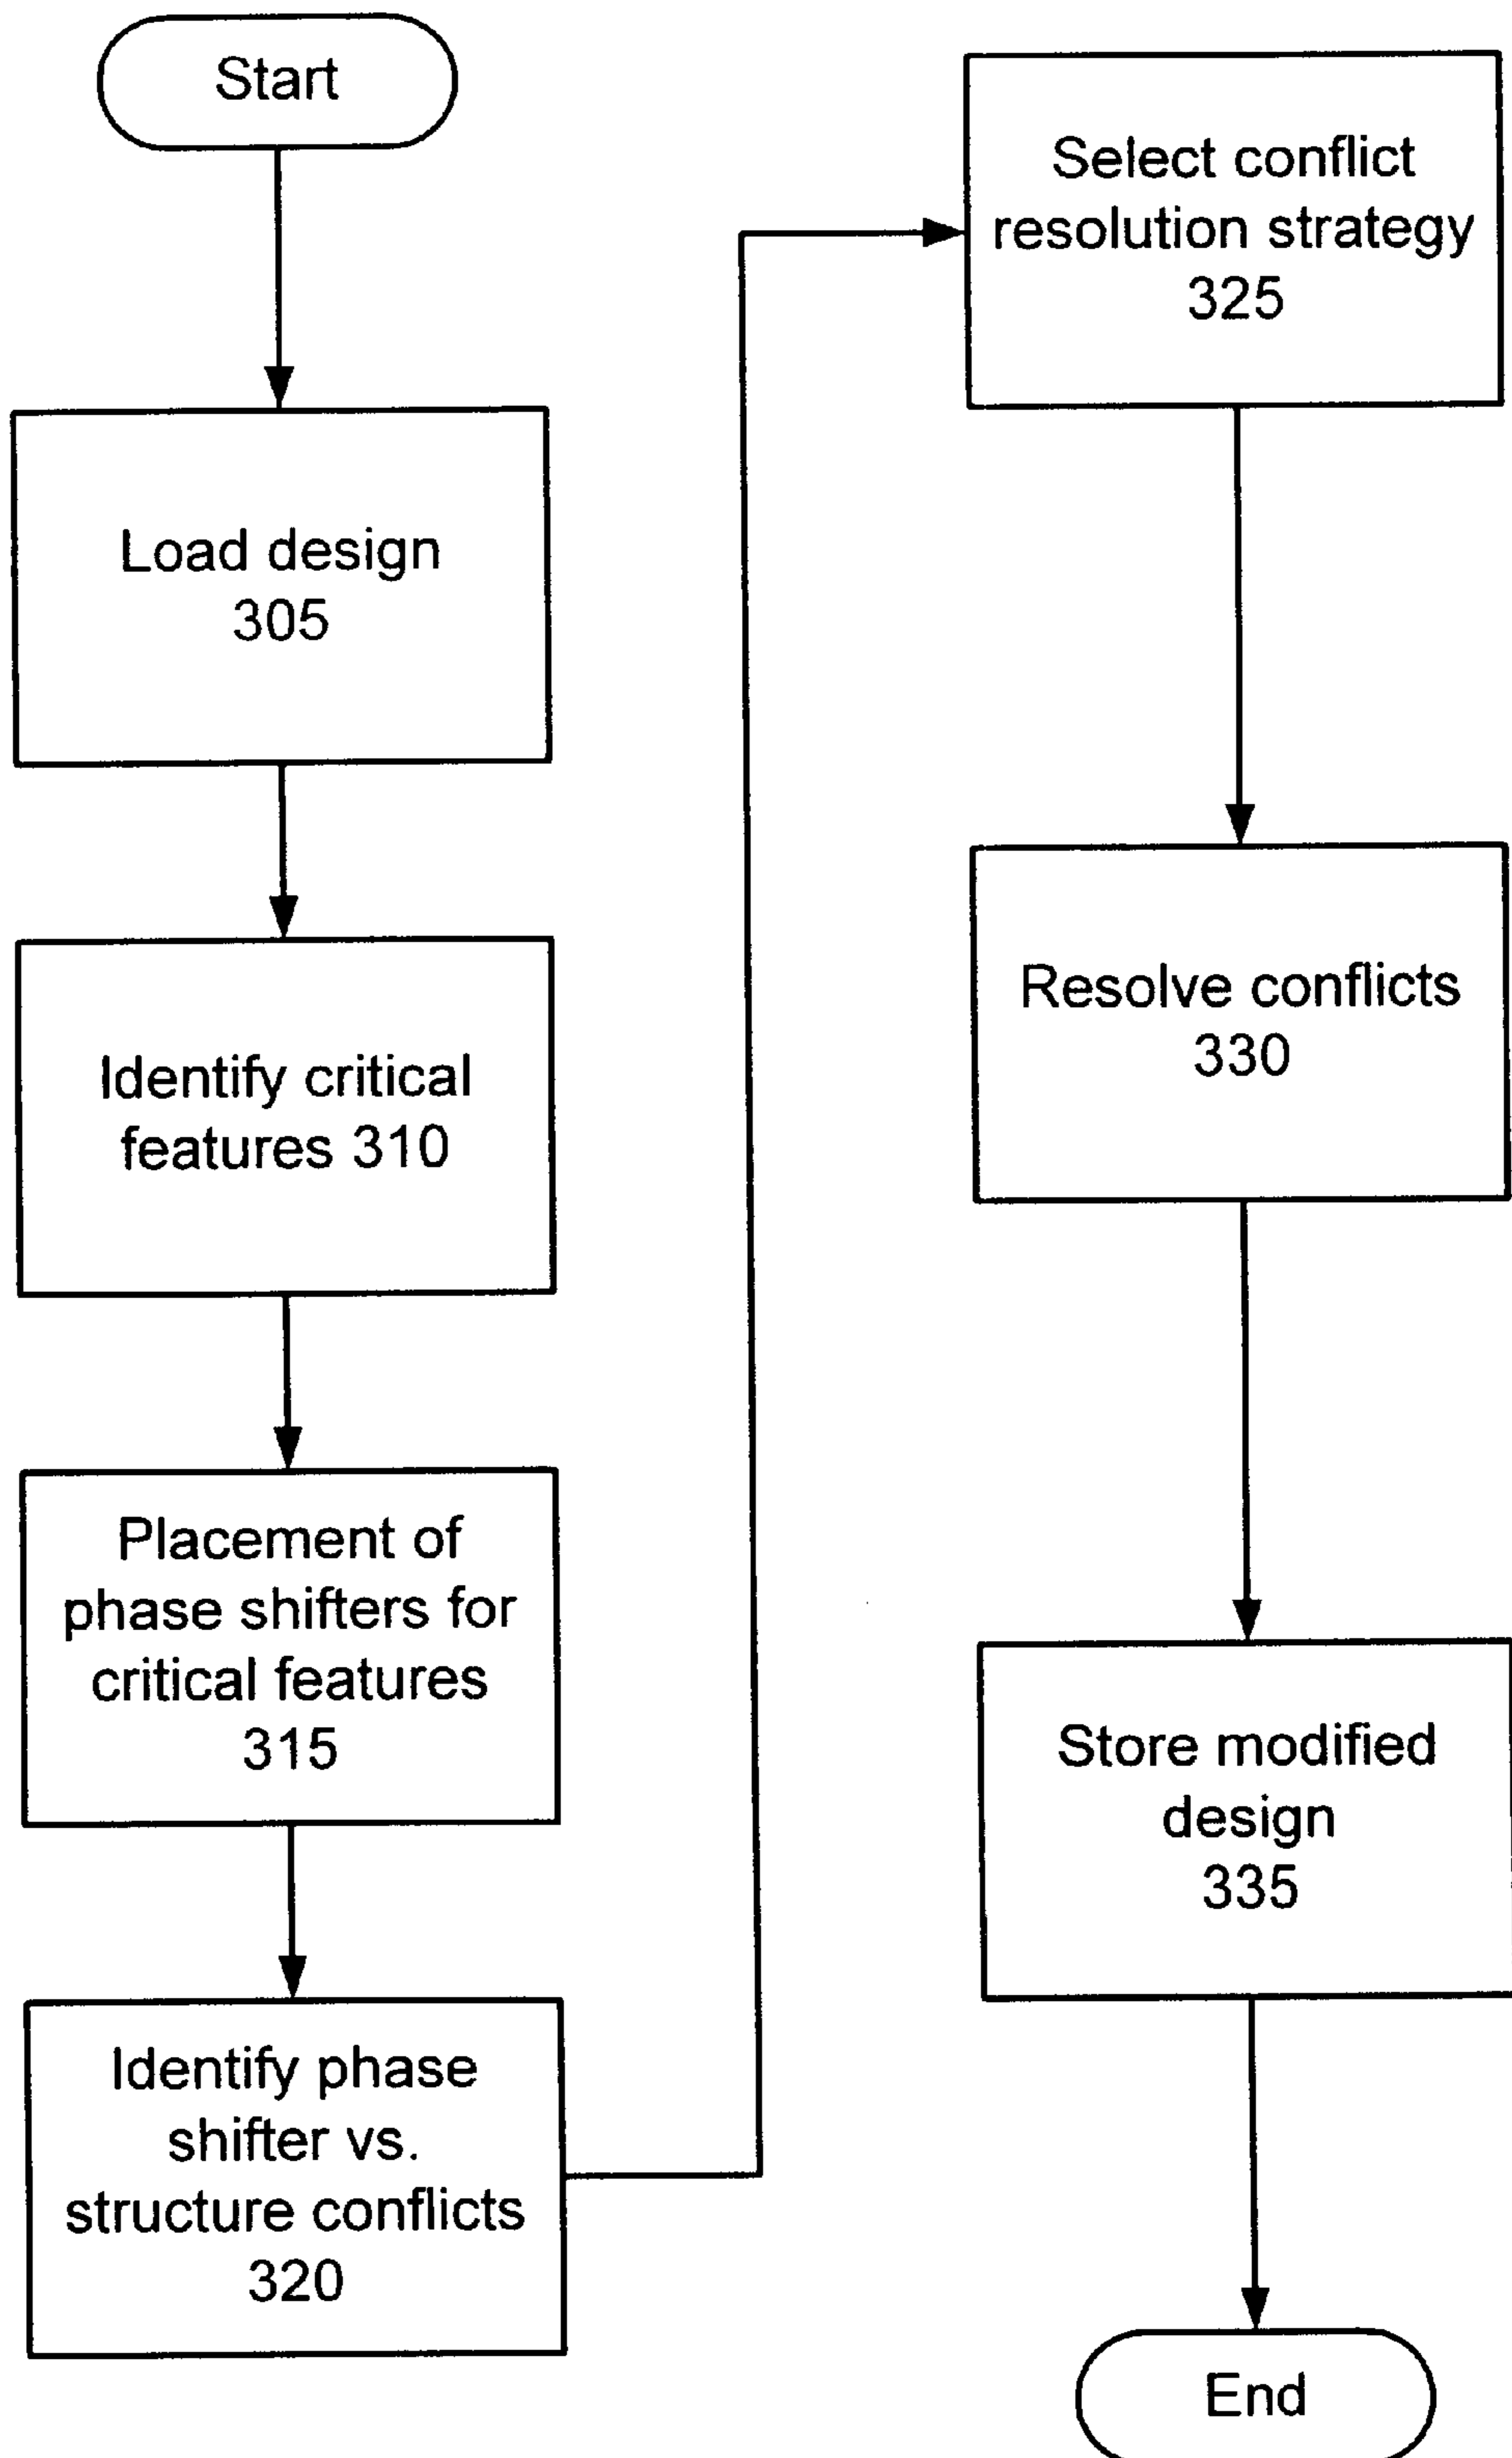 Start
Load design
305
Identify critical
features 310
Placement of
phase shifters for
critical features
315
Identify phase
shifter vs.
structure conflicts
320
Select conflict
resolution strategy
325
Resolve conflicts
330
Store modified
design
335
End